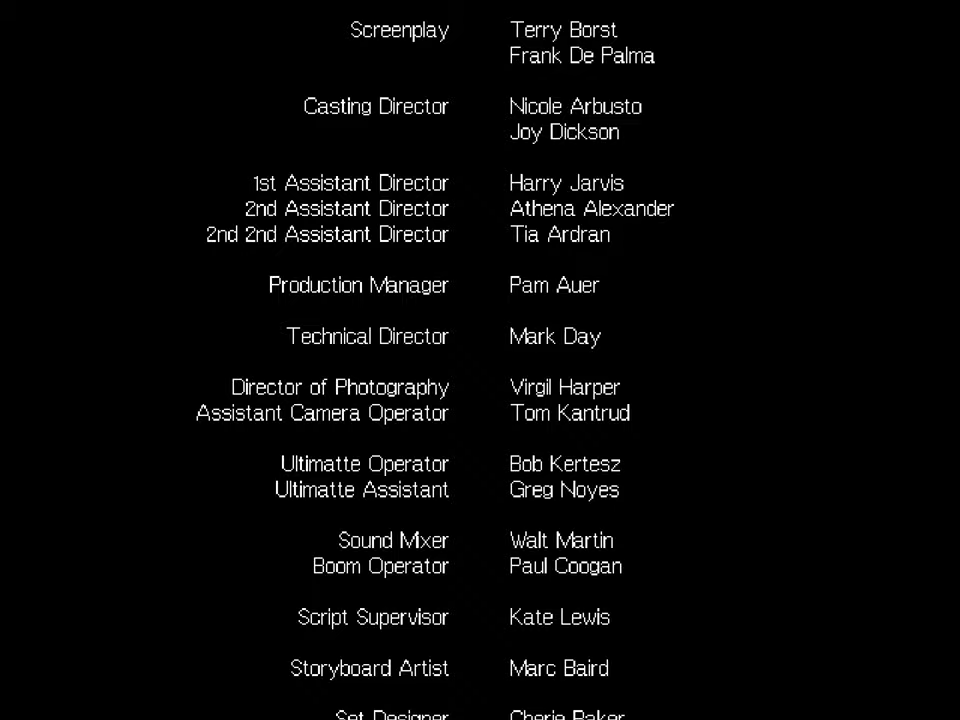 Screenplay Terry Borst
Frank De Palma
Casting Director Nicole Arbusto
Joy Dickson
1st Assistant Director Harry Jarvis
2nd Assistant Director Athena Alexander
2nd 2nd Assistant Director Tia Ardran
Production Manager Pam Auer
Technical Director Mark Day
Director of Photography Virgil Harper
Assistant Camera Operator Tom Kantrud
Ultimatte Operator Bob Kertesz
Ultimatte Assistant Greg Noyes
Sound Mixer Walt Martin
Boom Operator Paul Coogan
Script Supervisor Kate Lewis
Storyboard Artist Marc Baird
Set Designer Cherie Baker